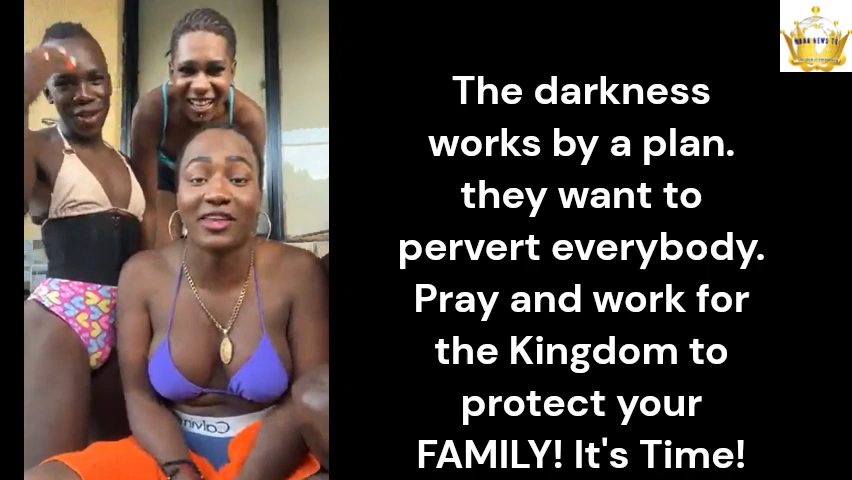 The darkness
works by a plan.
they want to
pervert everybody.
Pray and work for
the Kingdom to
protect your
FAMILY! It's Time!